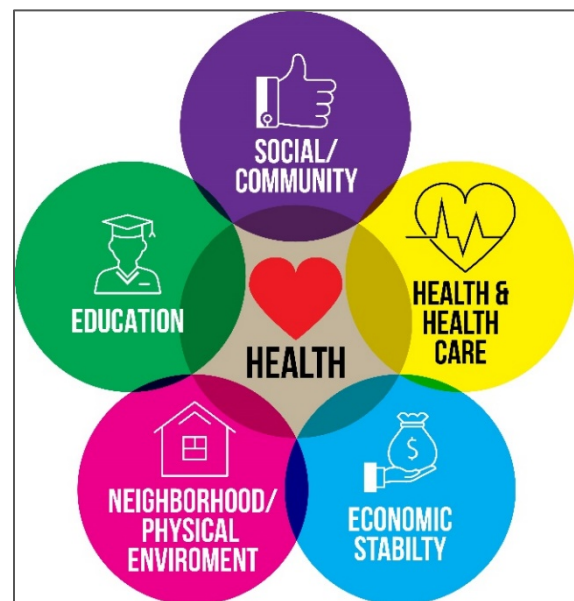 SOCIAL/
COMMUNITY
EDUCATION
HEALTH &
HEALTH
CARE
HEALTH
NEIGHBORHOOD/
PHYSICAL
ENVIROMENT
$
ECONOMIC
STABILTY